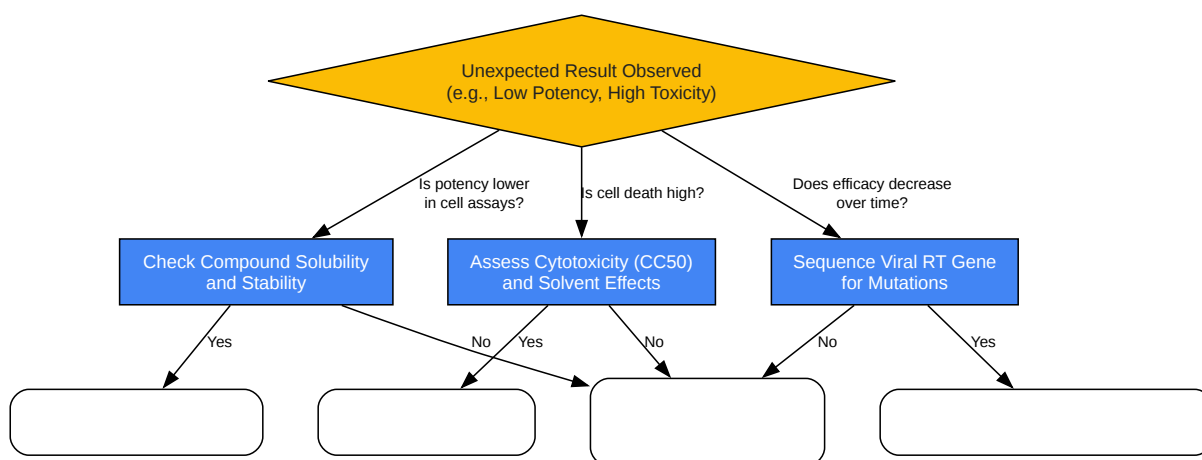 Unexpected Result Observed
(e.g., Low Potency, High Toxicity)
Is potency lower
in cell assays?
Is cell death high?
Does efficacy decrease
over time?
Check Compound Solubility
and Stability
Assess Cytotoxicity (CC50)
and Solvent Effects
Sequence Viral RT Gene
for Mutations
Yes
No
Yes
No
No
Yes